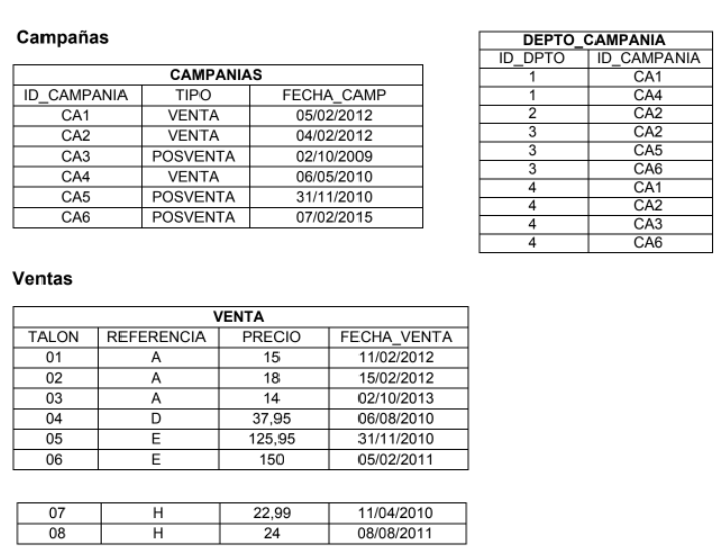 Campañas
CAMPANIAS
ID_CAMPANIA TIPO FECHA_CAMP
CA1 VENTA 05/02/2012
CA2 VENTA 04/02/2012
CA3 POSVENTA 02/10/2009
CA4 VENTA 06/05/2010
CA5 POSVENTA 31/11/2010
CA6 POSVENTA 07/02/2015
DEPTO_CAMPANIA
ID_DPTO ID_CAMPANIA
1 CA1
1 CA4
2 CA2
3 CA2
3 CA5
3 CA6
4 CA1
4 CA2
4 CA3
4 CA6
Ventas
VENTA
TALON REFERENCIA PRECIO FECHA_VENTA
01 A 15 11/02/2012
02 A 18 15/02/2012
03 A 14 02/10/2013
04 D 37,95 06/08/2010
05 E 125,95 31/11/2010
06 E 150 05/02/2011
07 H 22,99 11/04/2010
08 H 24 08/08/2011